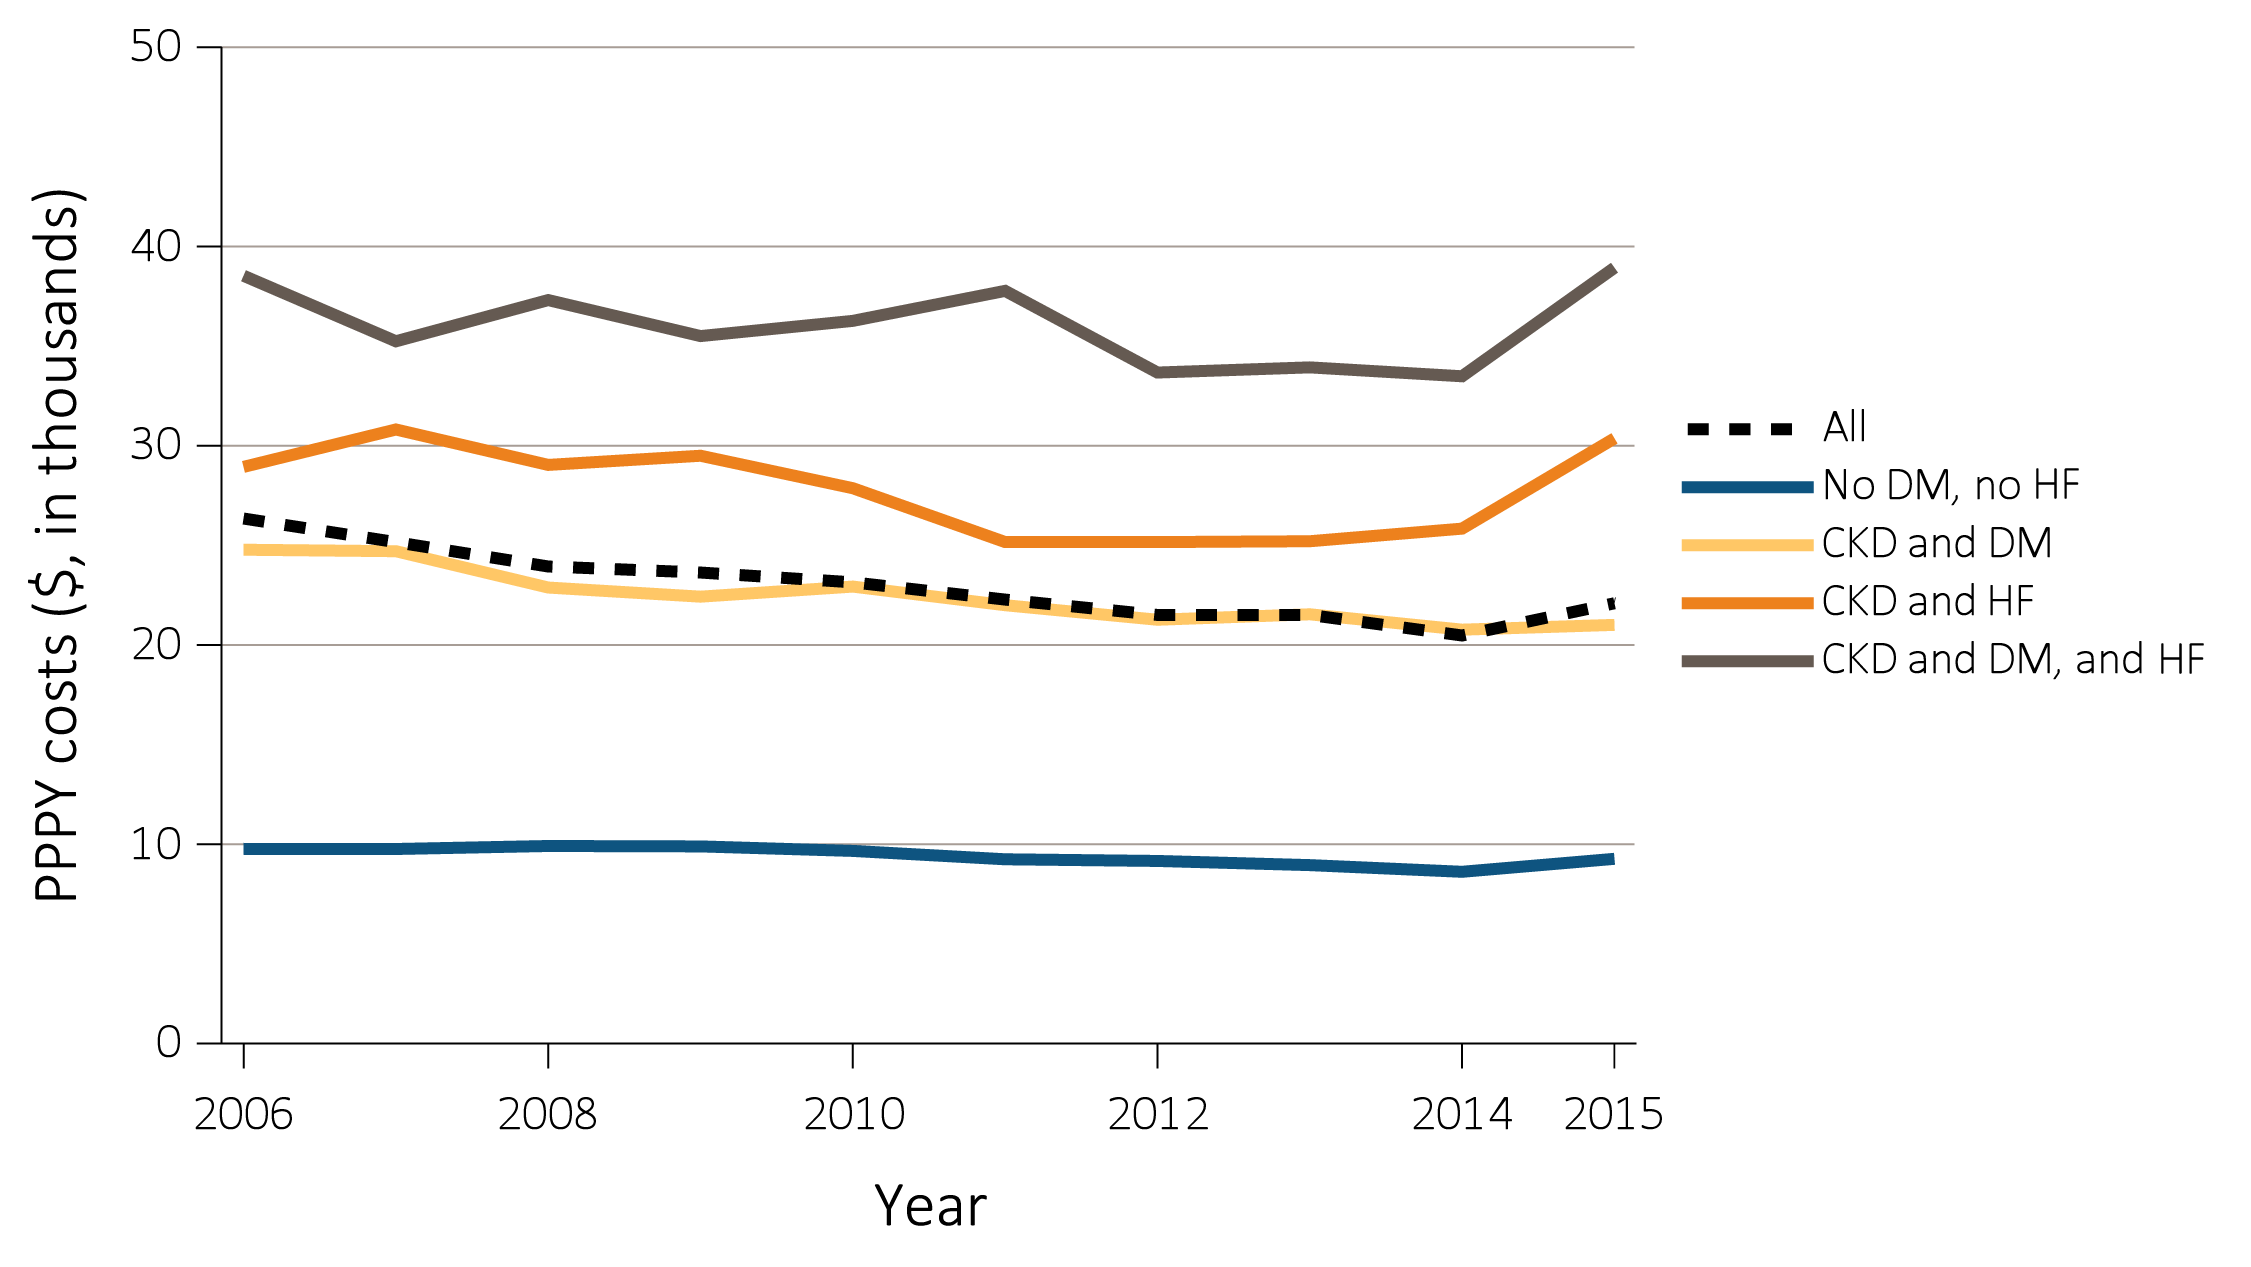 PPPY costs ($, in thousands)
50
40
30
20
10
0
2006
2008
2010
2012
2014
2015
Year
All
No DM, no HF
CKD and DM
CKD and HF
CKD and DM, and HF